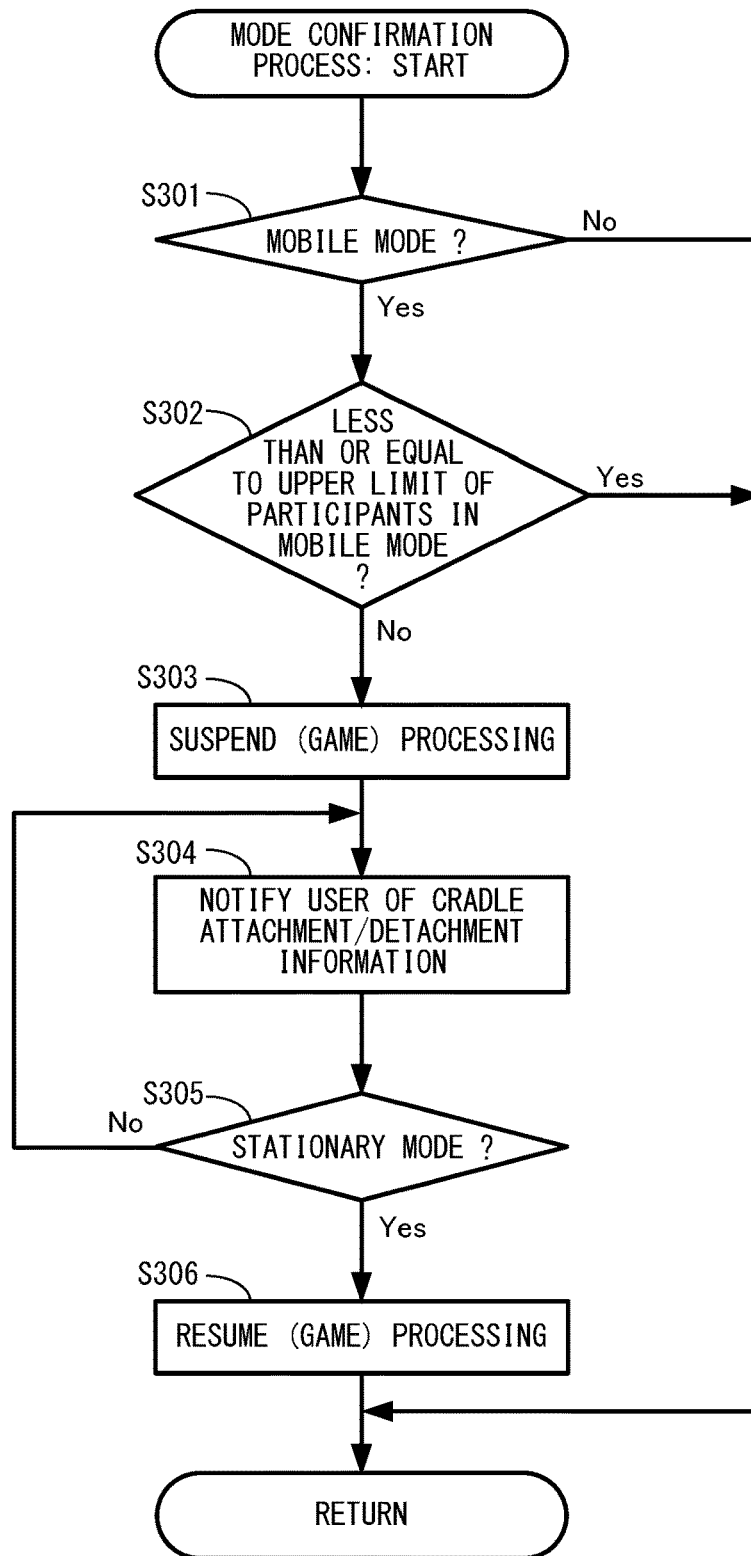 MODE CONFIRMATION
PROCESS: START
S301
MOBILE MODE ?
No
Yes
S302
LESS
THAN OR EQUAL
TO UPPER LIMIT OF
PARTICIPANTS IN
MOBILE MODE
?
Yes
No
S303
SUSPEND (GAME) PROCESSING
S304
NOTIFY USER OF CRADLE
ATTACHMENT/DETACHMENT
INFORMATION
S305
No
STATIONARY MODE ?
Yes
S306
RESUME (GAME) PROCESSING
RETURN